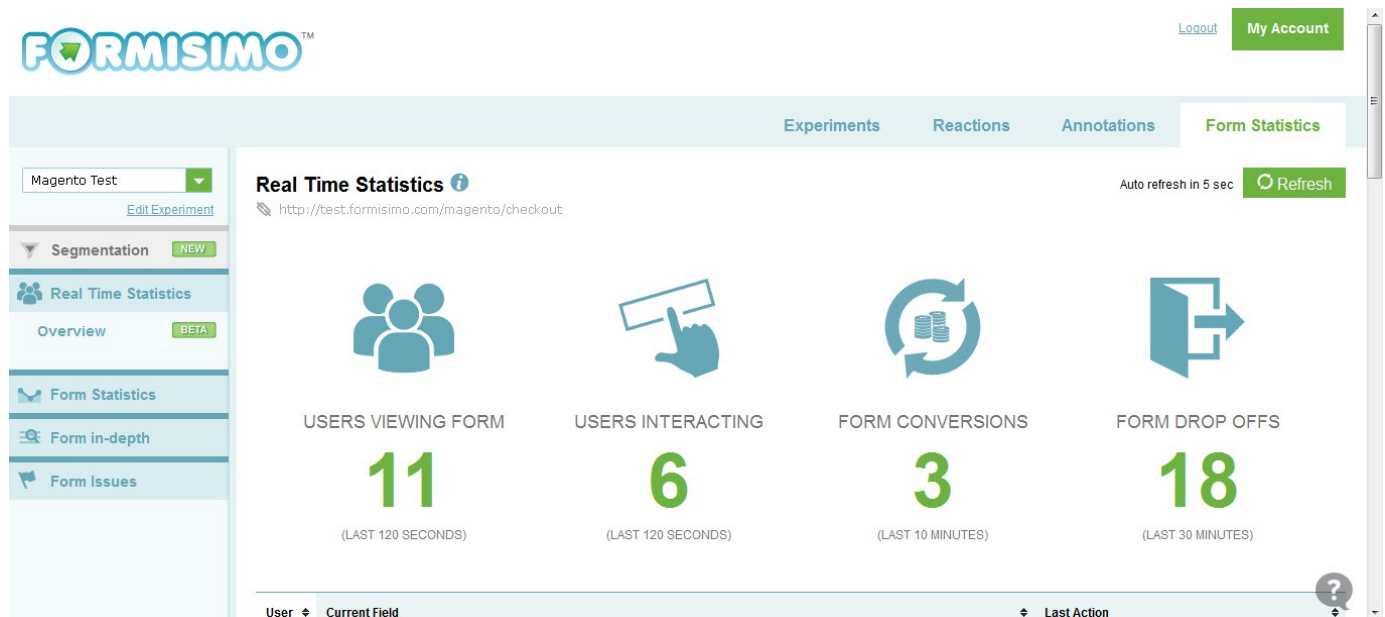 FORMISIMO™
Logout
My Account
Experiments
Reactions
Annotations
Form Statistics
Magento Test
Edit Experiment
Segmentation
NEW
Real Time Statistics
Overview
BETA
Form Statistics
Form in-depth
Form Issues
Real Time Statistics i
http://test.formisimo.com/magento/checkout
Auto refresh in 5 sec
Refresh
USERS VIEWING FORM
11
(LAST 120 SECONDS)
USERS INTERACTING
6
(LAST 120 SECONDS)
FORM CONVERSIONS
3
(LAST 10 MINUTES)
FORM DROP OFFS
18
(LAST 30 MINUTES)
User
Current Field
Last Action
?